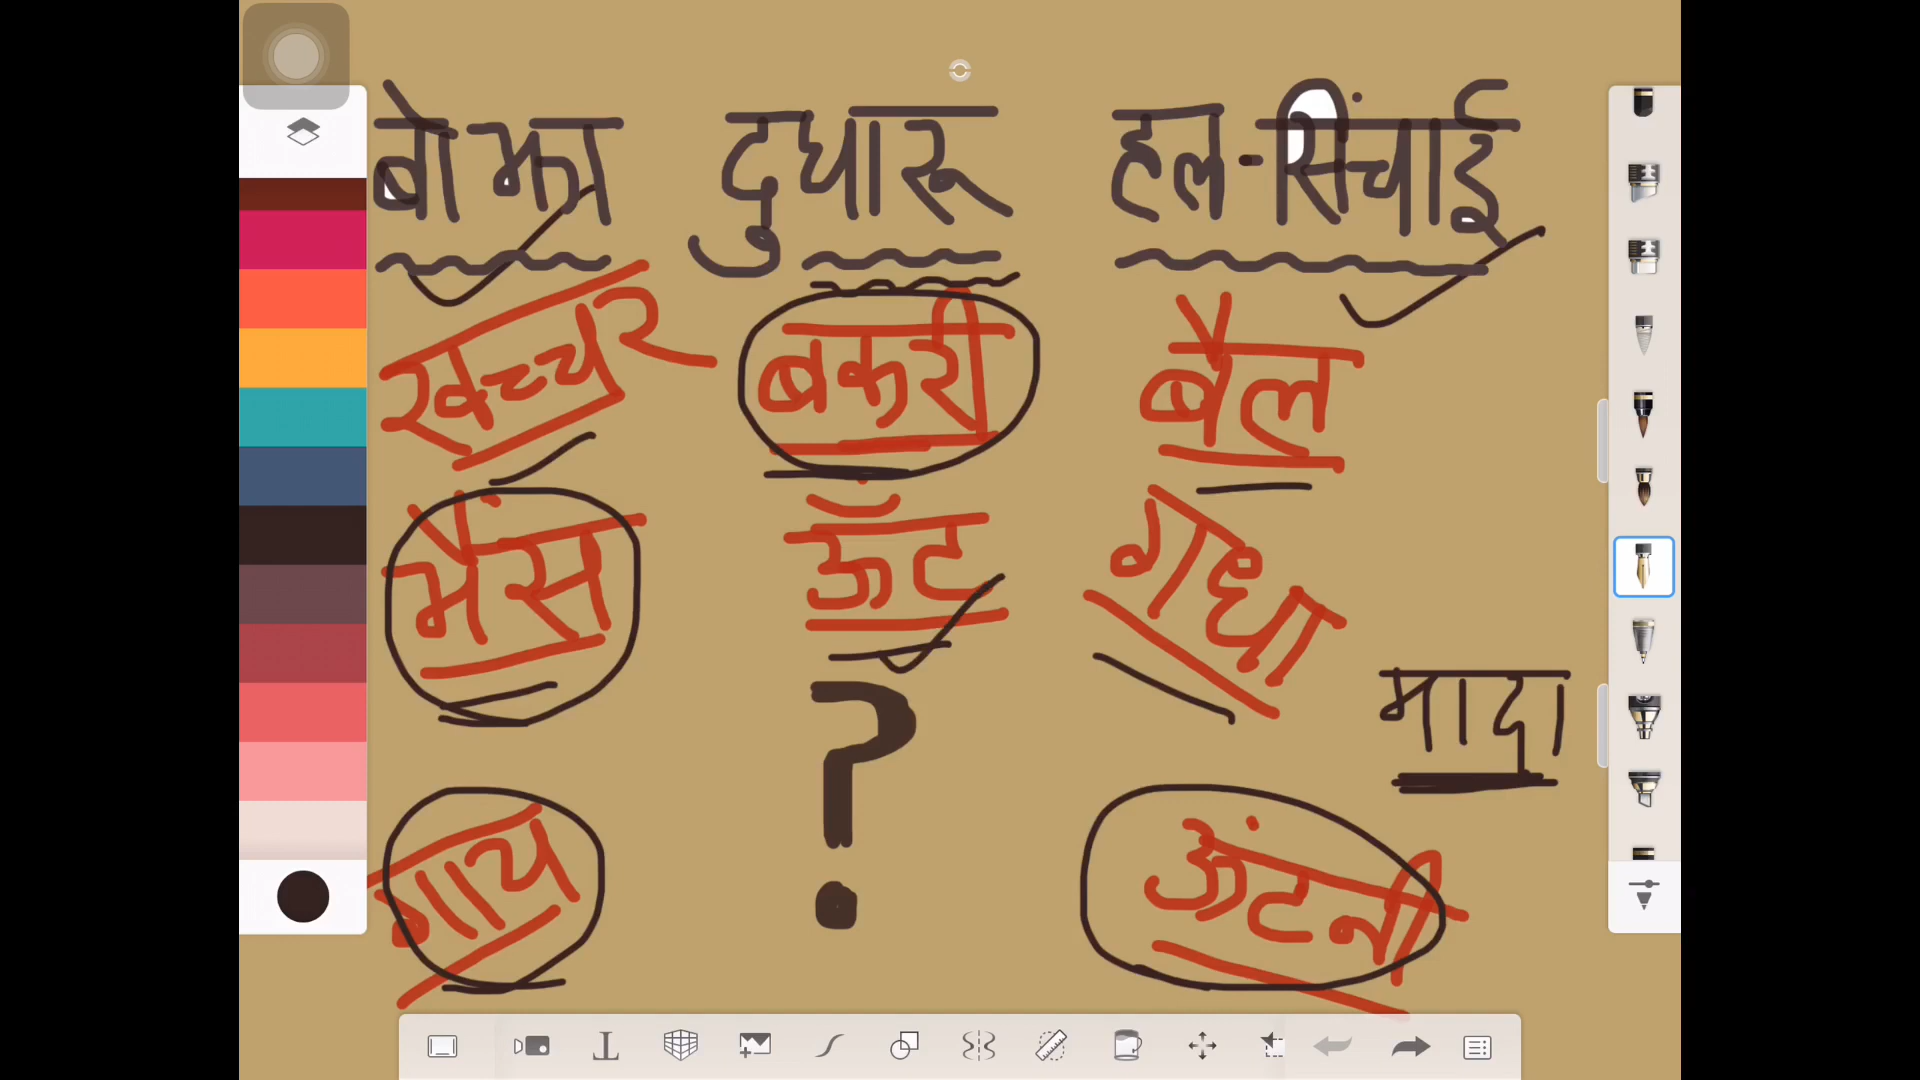 बोझा दुधारू हल-सिंचाई
खच्चर बकरी बैल
भैंस ऊँट गधा
?
मादा
गाय ऊंटनी